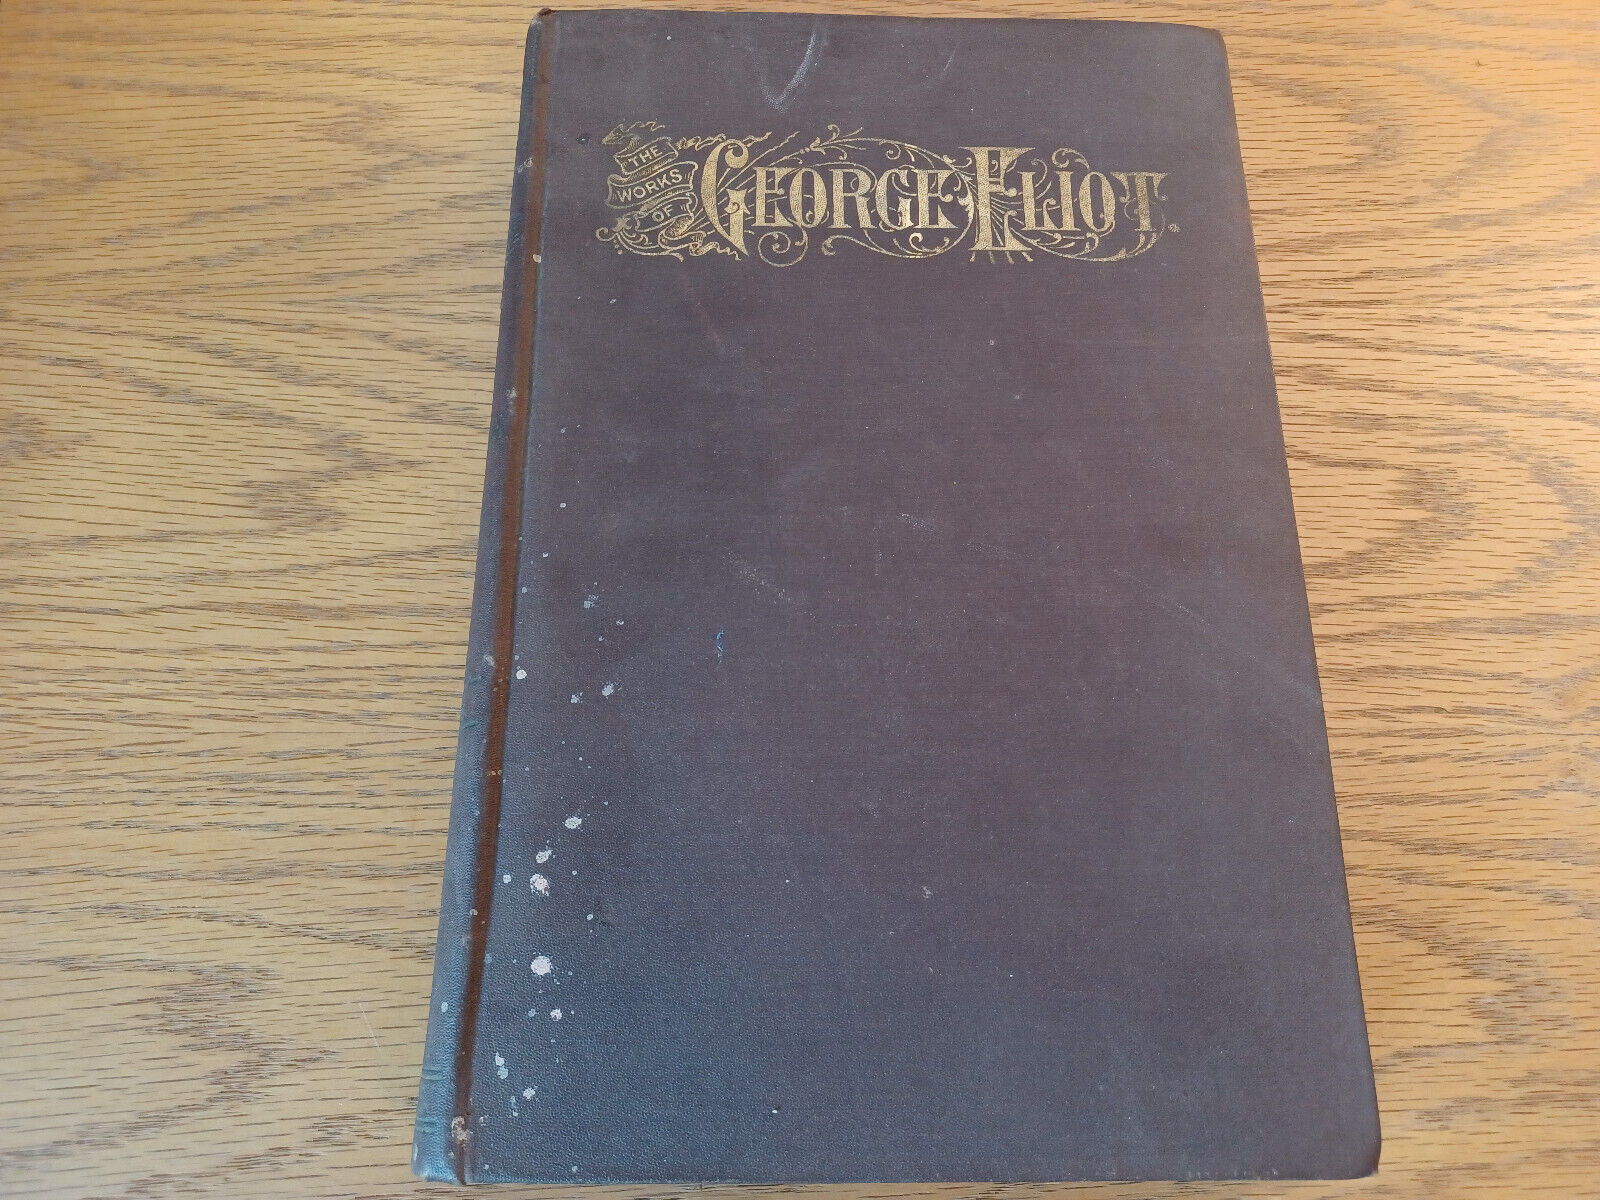 THE
WORKS
OF
GEORGE ELIOT.